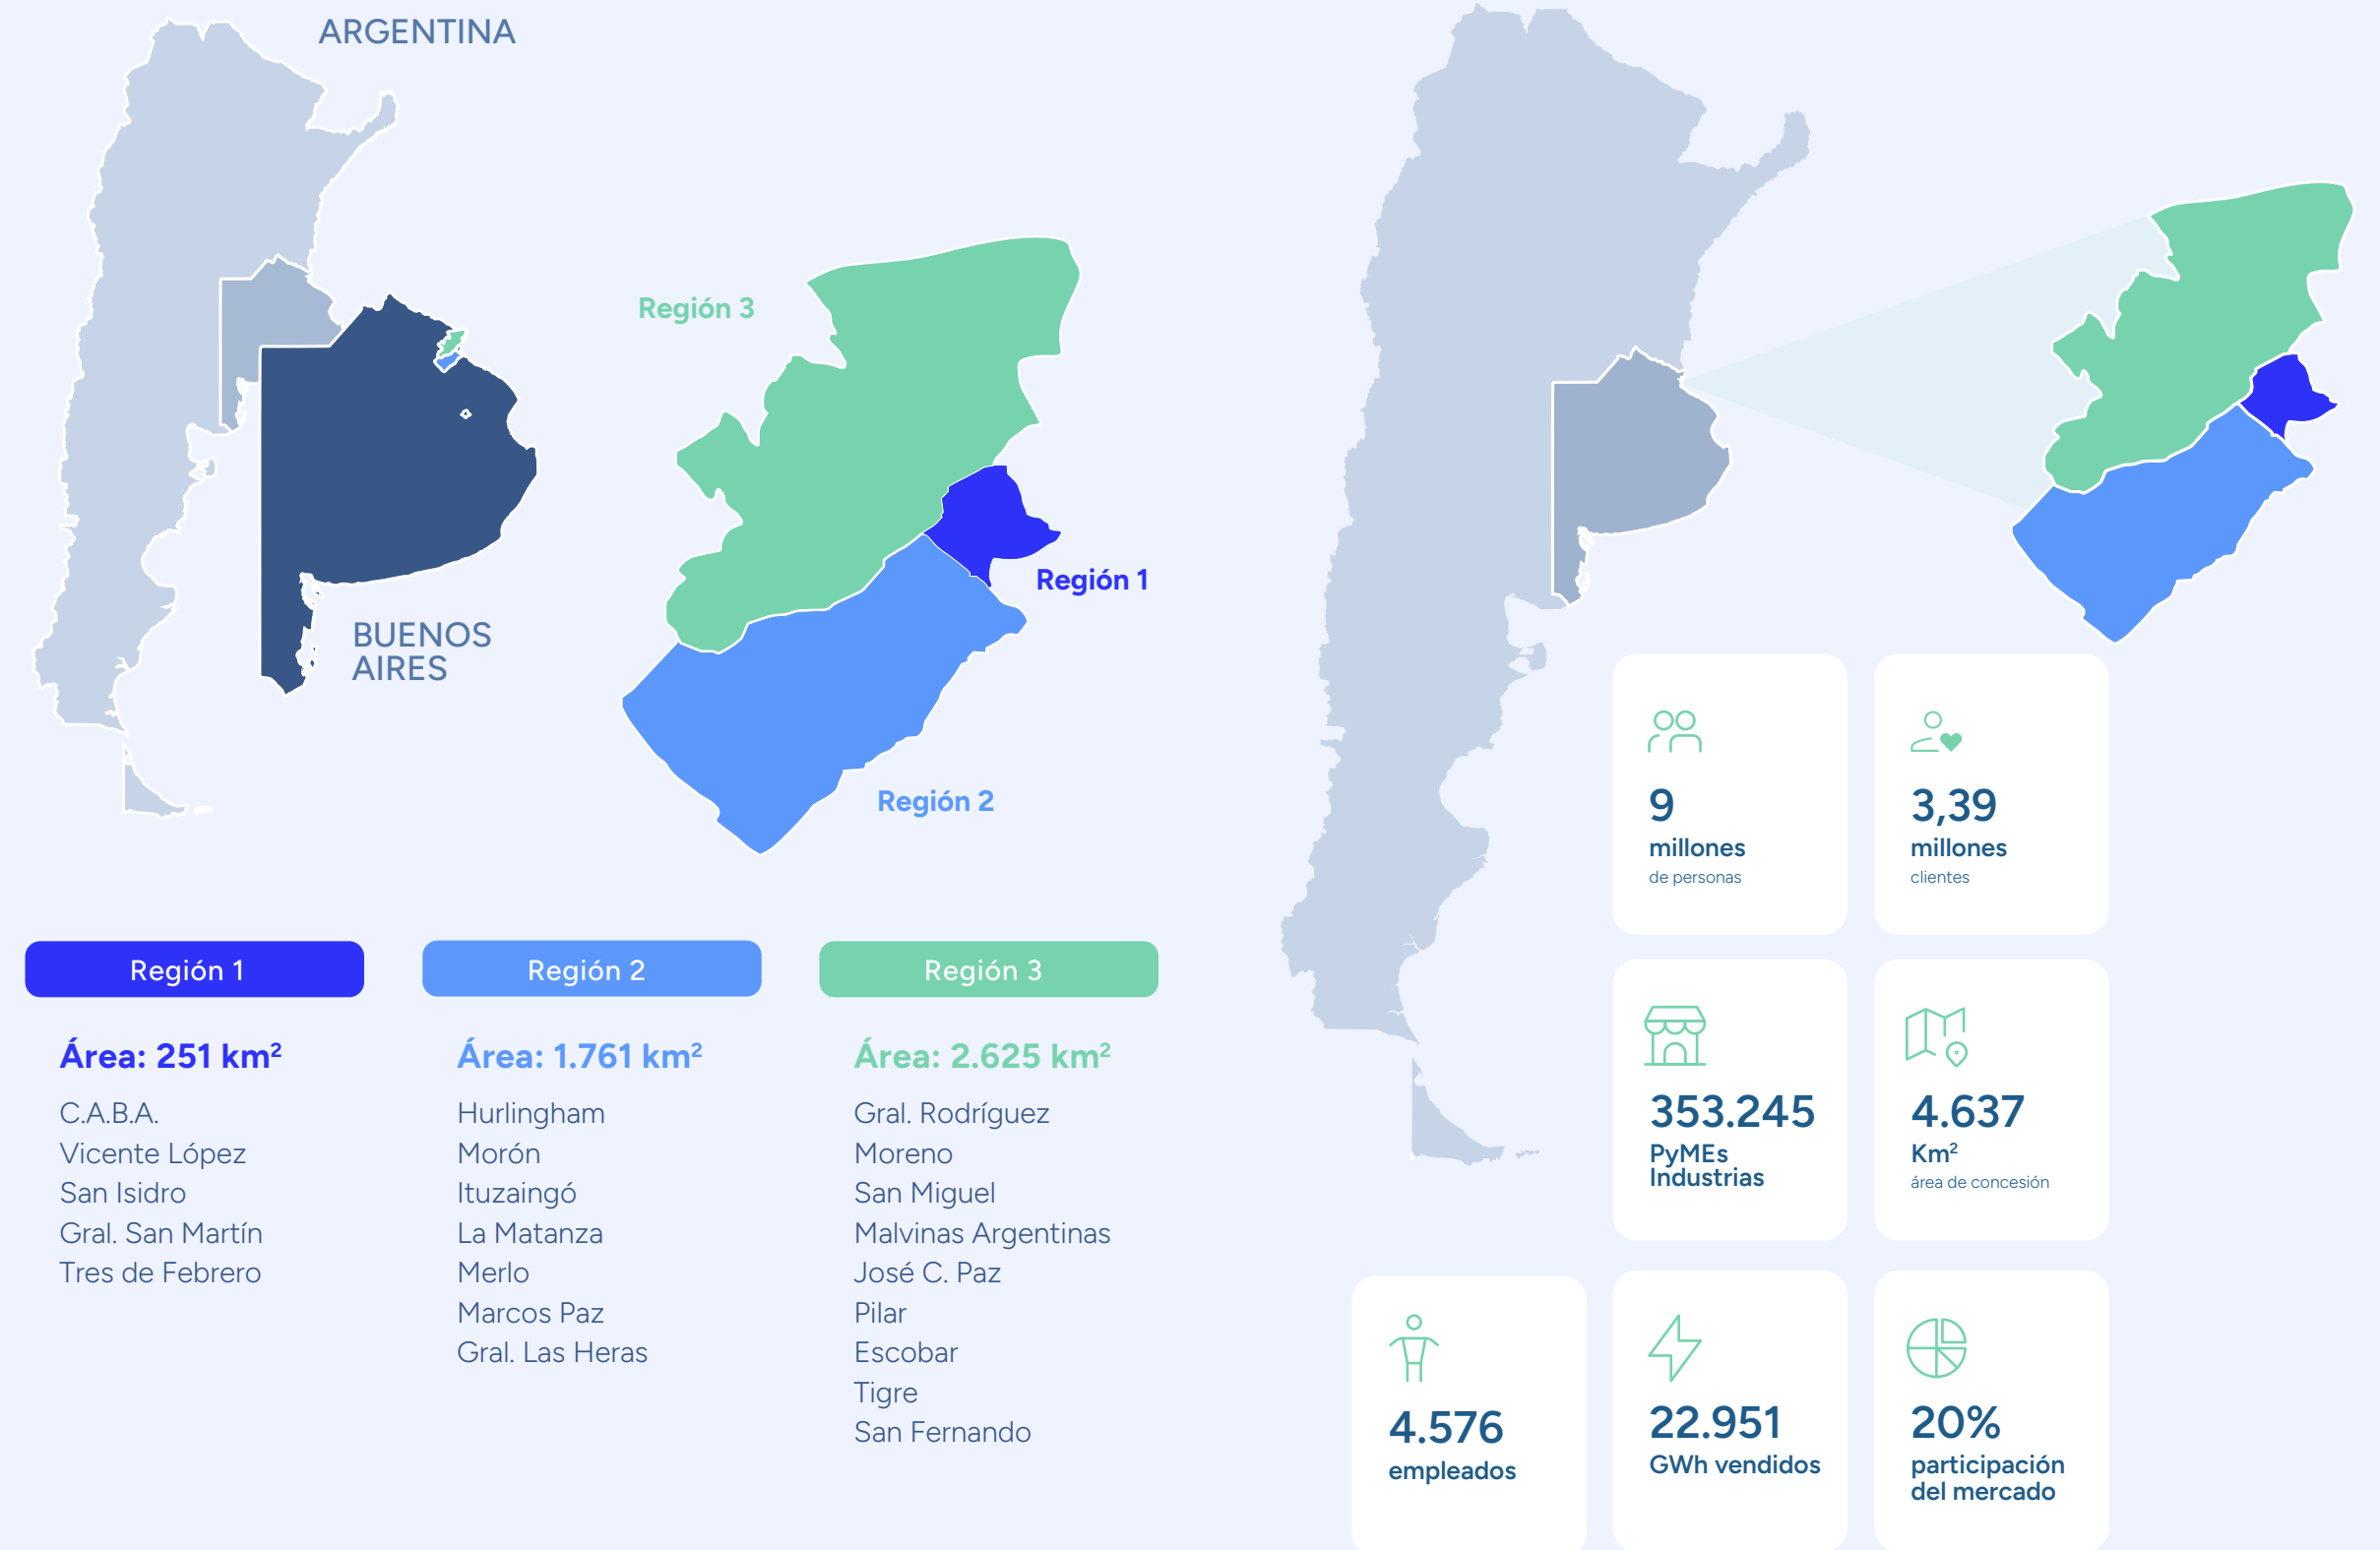 ARGENTINA
Región 3
Región 1
BUENOS
AIRES
Región 2
Región 1
Área: 251 km²
C.A.B.A.
Vicente López
San Isidro
Gral. San Martín
Tres de Febrero
Región 2
Área: 1.761 km²
Hurlingham
Morón
Ituzaingó
La Matanza
Merlo
Marcos Paz
Gral. Las Heras
Región 3
Área: 2.625 km²
Gral. Rodríguez
Moreno
San Miguel
Malvinas Argentinas
José C. Paz
Pilar
Escobar
Tigre
San Fernando
9
millones
de personas
3,39
millones
clientes
353.245
PyMEs
Industrias
4.637
Km²
área de concesión
4.576
empleados
22.951
GWh vendidos
20%
participación
del mercado